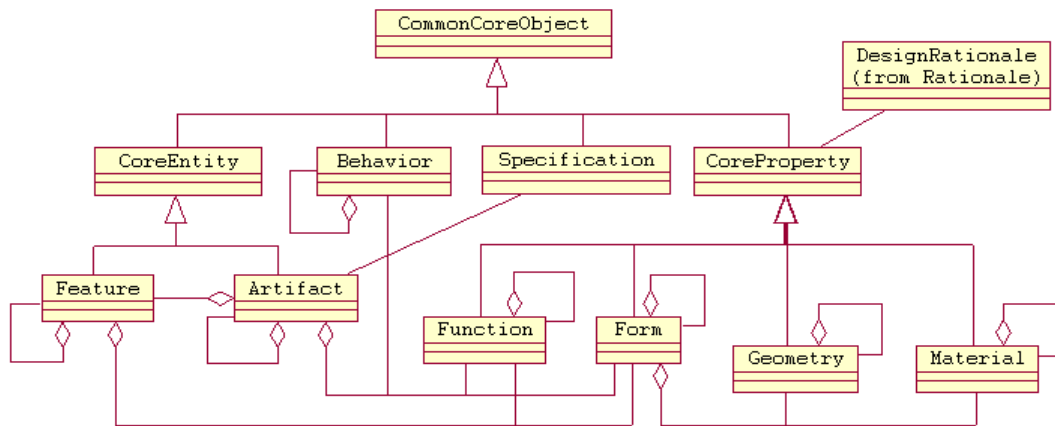 CommonCoreObject
DesignRationale
(from Rationale)
CoreEntity
Behavior
Specification
CoreProperty
Feature
Artifact
Function
Form
Geometry
Material